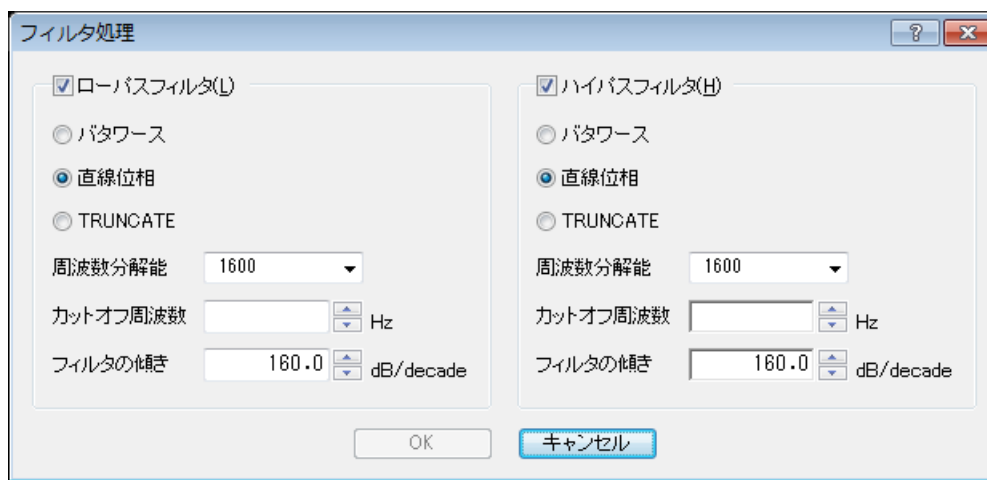 フィルタ処理
ローパスフィルタ(L)
バタワース
直線位相
TRUNCATE
周波数分解能 1600
カットオフ周波数 Hz
フィルタの傾き 160.0 dB/decade
ハイパスフィルタ(H)
バタワース
直線位相
TRUNCATE
周波数分解能 1600
カットオフ周波数 Hz
フィルタの傾き 160.0 dB/decade
OK キャンセル